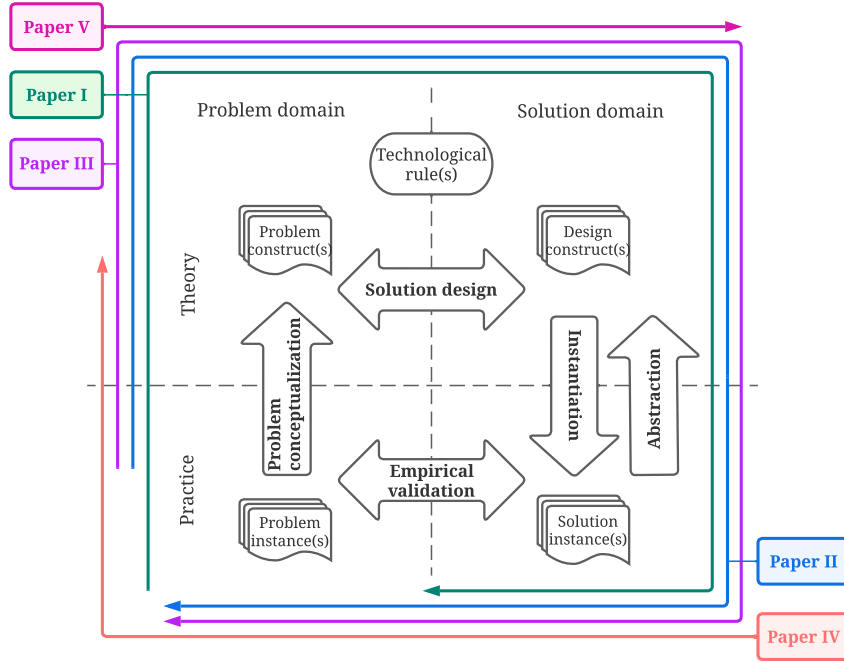 Paper V
Paper I
Paper III
Problem domain
Solution domain
Technological
rule(s)
Problem
construct(s)
Design
construct(s)
Theory
Solution design
Problem
conceptualization
Instantiation
Abstraction
Practice
Empirical
validation
Problem
instance(s)
Solution
instance(s)
Paper II
Paper IV